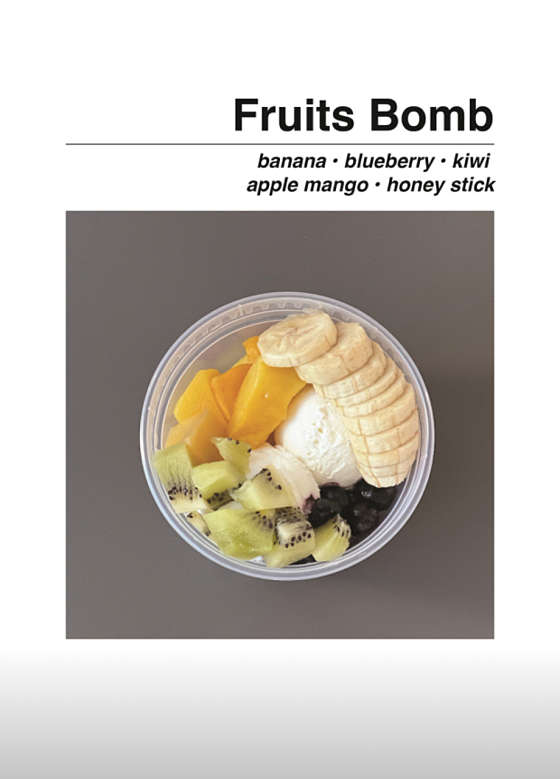 Fruits Bomb
banana • blueberry • kiwi
apple mango • honey stick